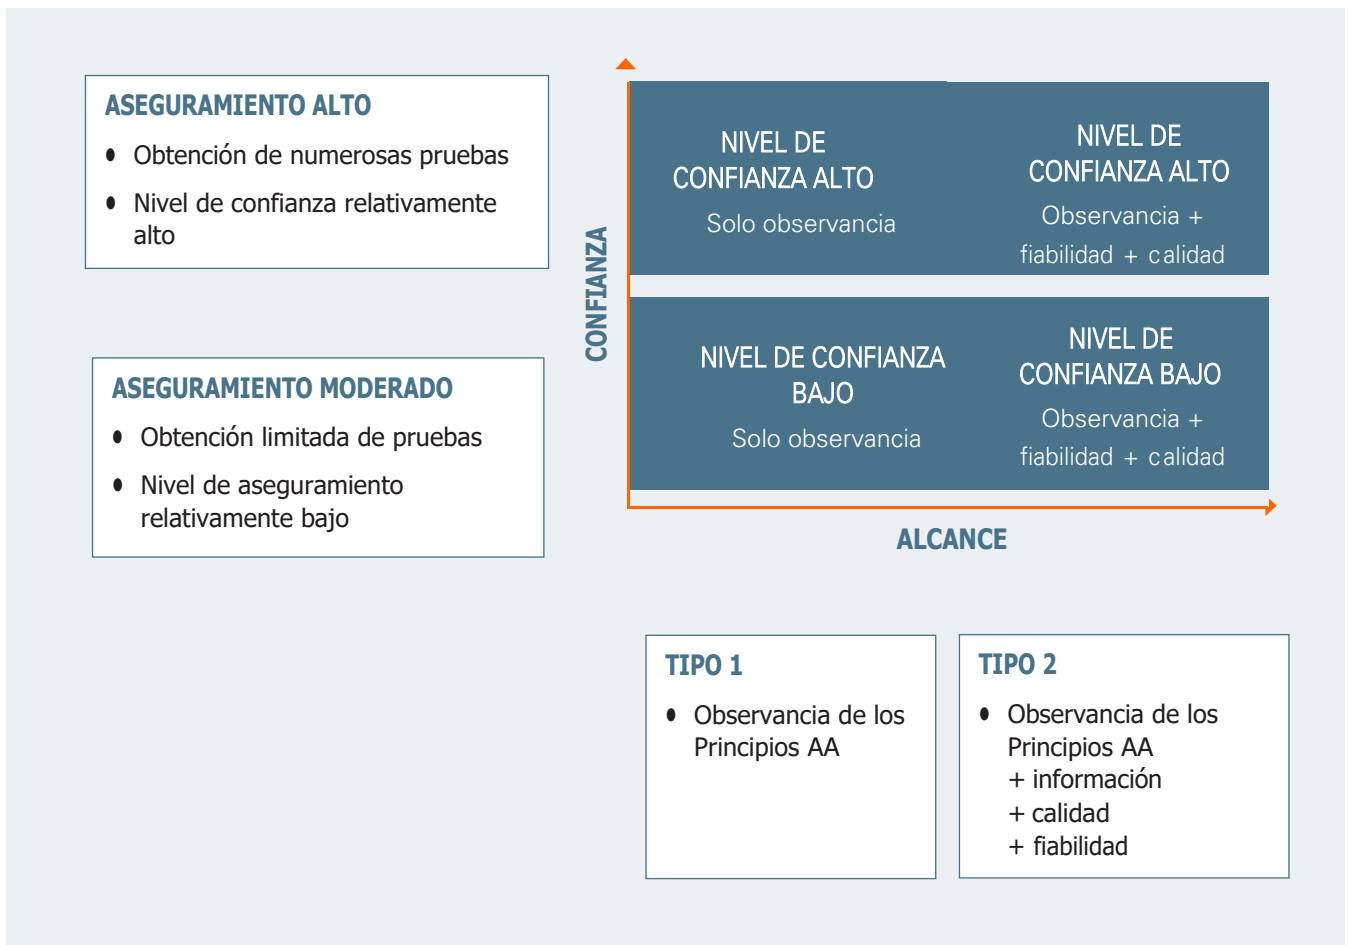 ASEGURAMIENTO ALTO
• Obtención de numerosas pruebas
• Nivel de confianza relativamente
alto
ASEGURAMIENTO MODERADO
• Obtención limitada de pruebas
• Nivel de aseguramiento
relativamente bajo
CONFIANZA
NIVEL DE
CONFIANZA ALTO
Solo observancia
NIVEL DE
CONFIANZA ALTO
Observancia +
fiabilidad + calidad
NIVEL DE CONFIANZA
BAJO
Solo observancia
NIVEL DE
CONFIANZA BAJO
Observancia +
fiabilidad + calidad
ALCANCE
TIPO 1
• Observancia de los
Principios AA
TIPO 2
• Observancia de los
Principios AA
+ información
+ calidad
+ fiabilidad